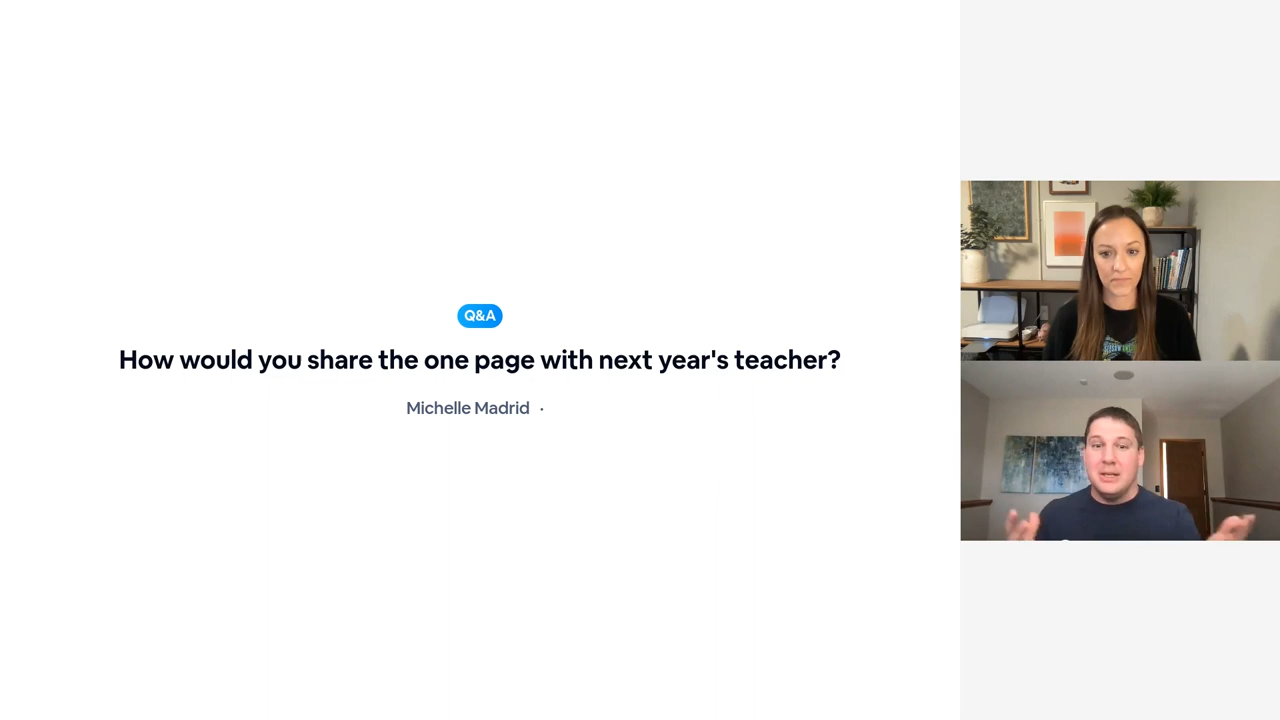 Q&A
How would you share the one page with next year's teacher?
Michelle Madrid ·